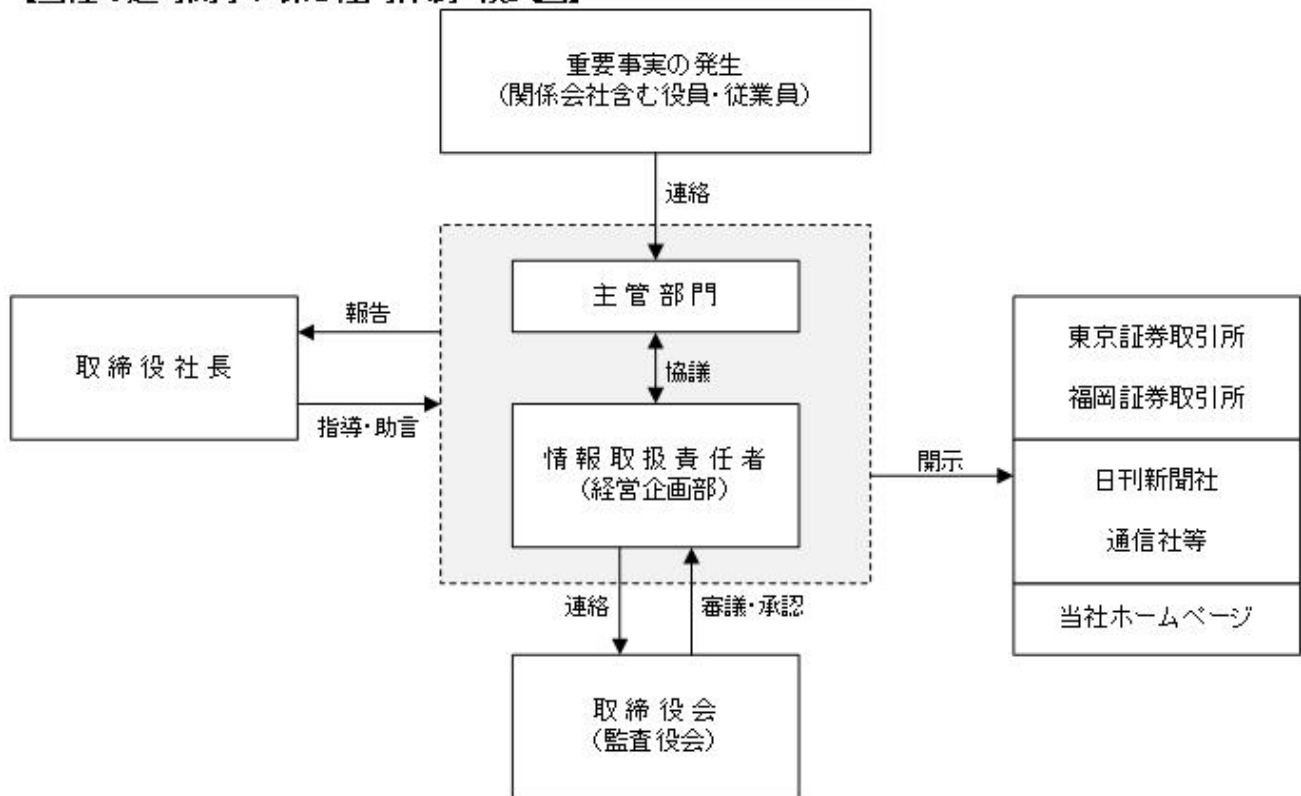 重要事実の発生
(関係会社含む役員・従業員)
連絡
主管部門
報告
取締役社長
指導・助言
協議
情報取扱責任者
(経営企画部)
開示
東京証券取引所
福岡証券取引所
日刊新聞社
通信社等
当社ホームページ
連絡
審議・承認
取締役会
(監査役会)